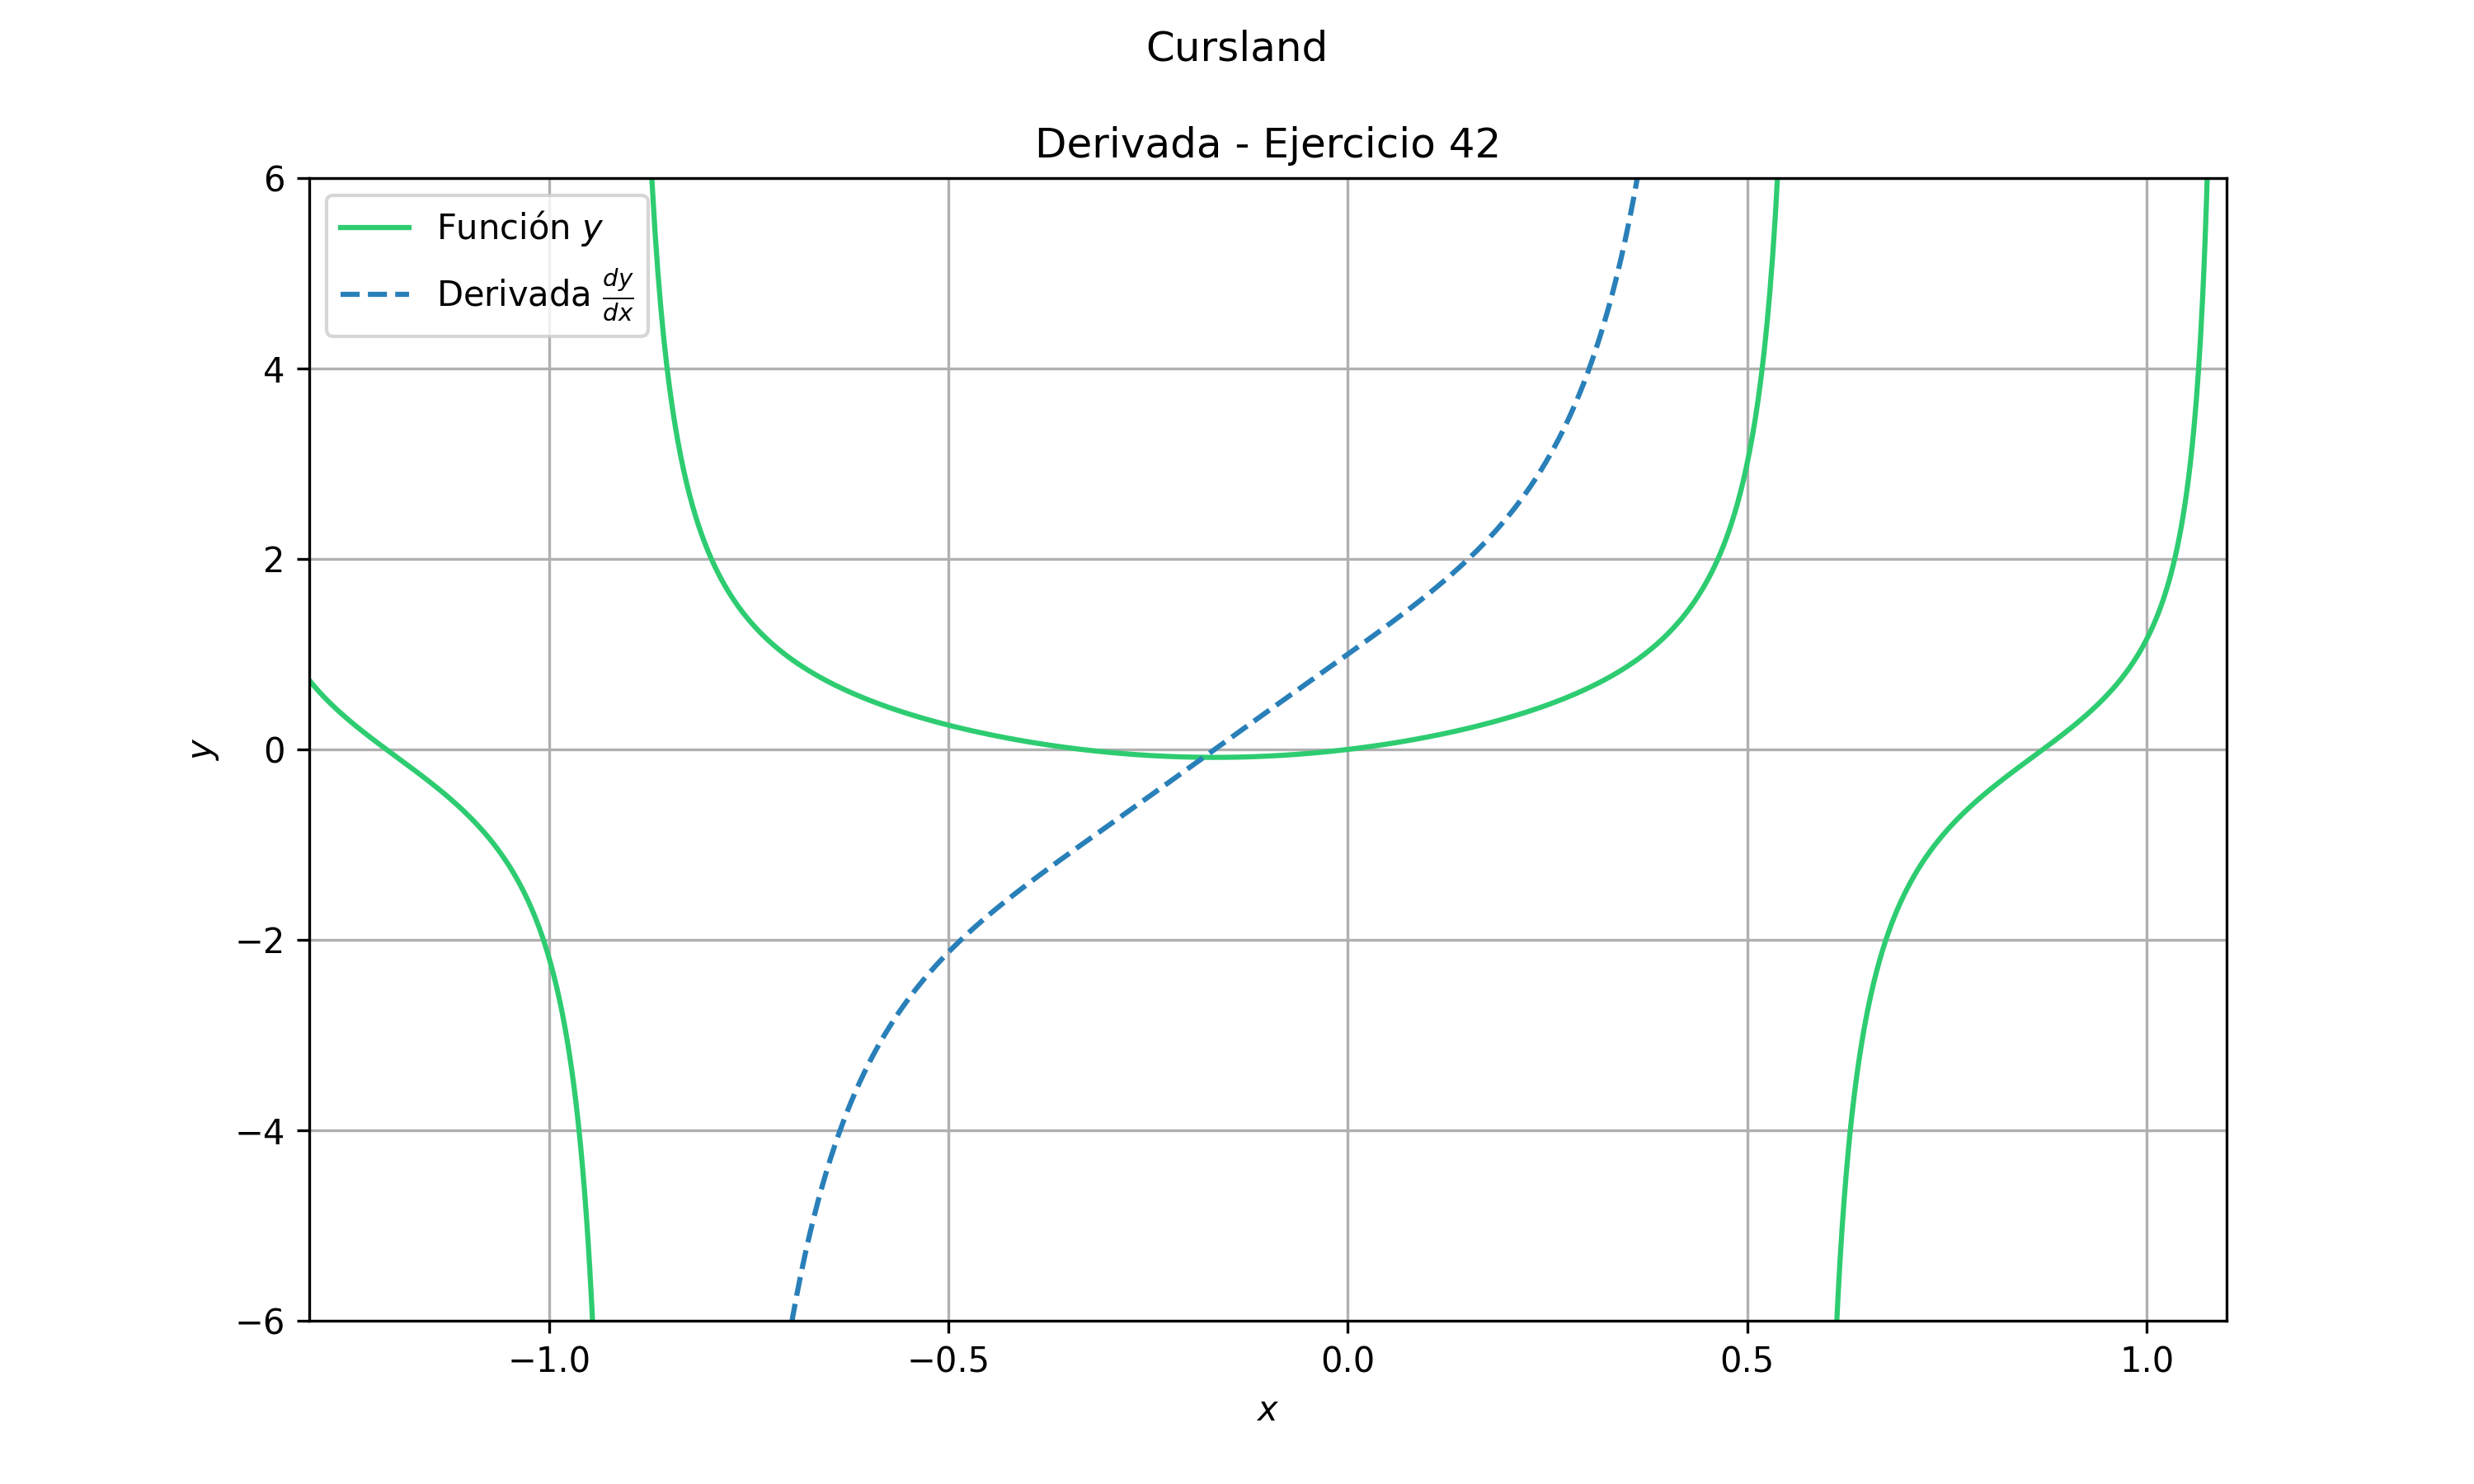 Cursland
Derivada - Ejercicio 42
Función y
Derivada dy/dx
6
4
2
0
−2
−4
−6
y
−1.0 −0.5 0.0 0.5 1.0
x